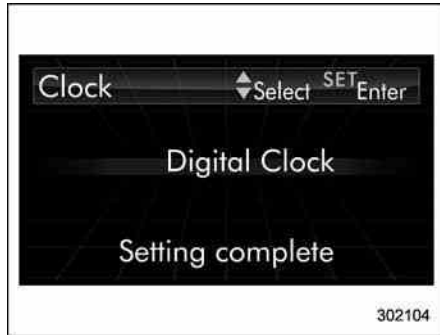 Clock ▲▼Select SET Enter
Digital Clock
Setting complete
302104